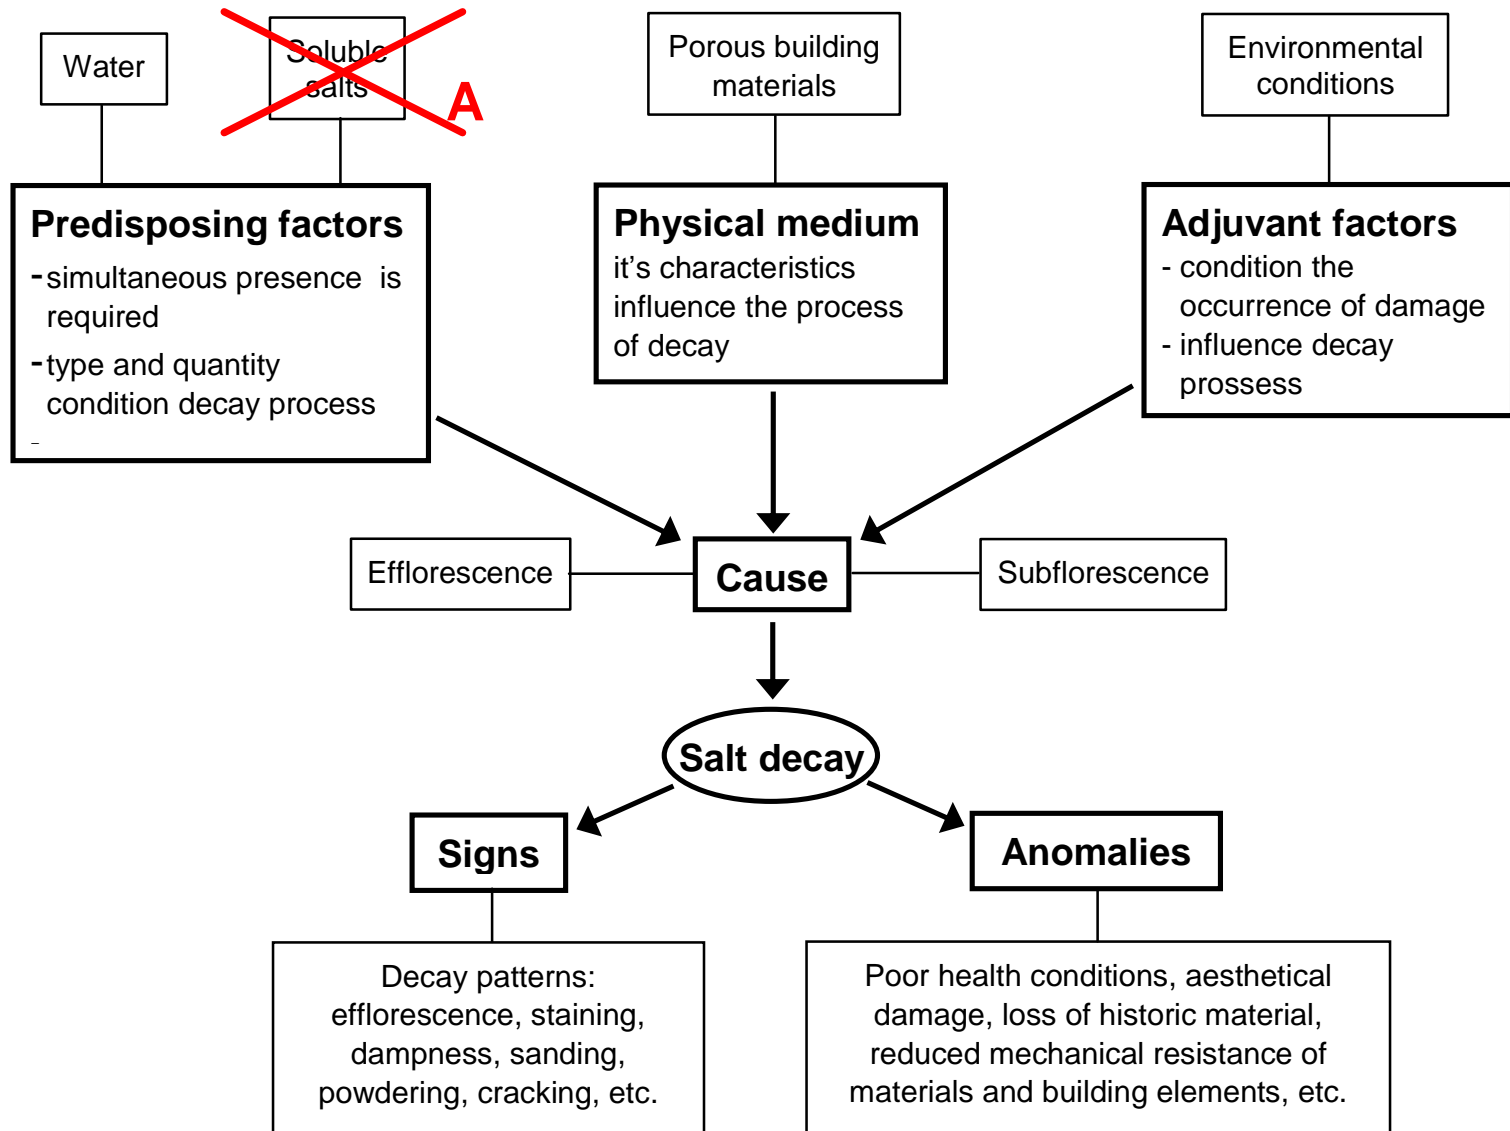 Water
Soluble
salts
A
Porous building
materials
Environmental
conditions
Predisposing factors
- simultaneous presence is
required
- type and quantity
condition decay process
-
Physical medium
it's characteristics
influence the process
of decay
Adjuvant factors
- condition the
occurrence of damage
- influence decay
prossess
Efflorescence
Cause
Subflorescence
Salt decay
Signs
Anomalies
Decay patterns:
efflorescence, staining,
dampness, sanding,
powdering, cracking, etc.
Poor health conditions, aesthetical
damage, loss of historic material,
reduced mechanical resistance of
materials and building elements, etc.